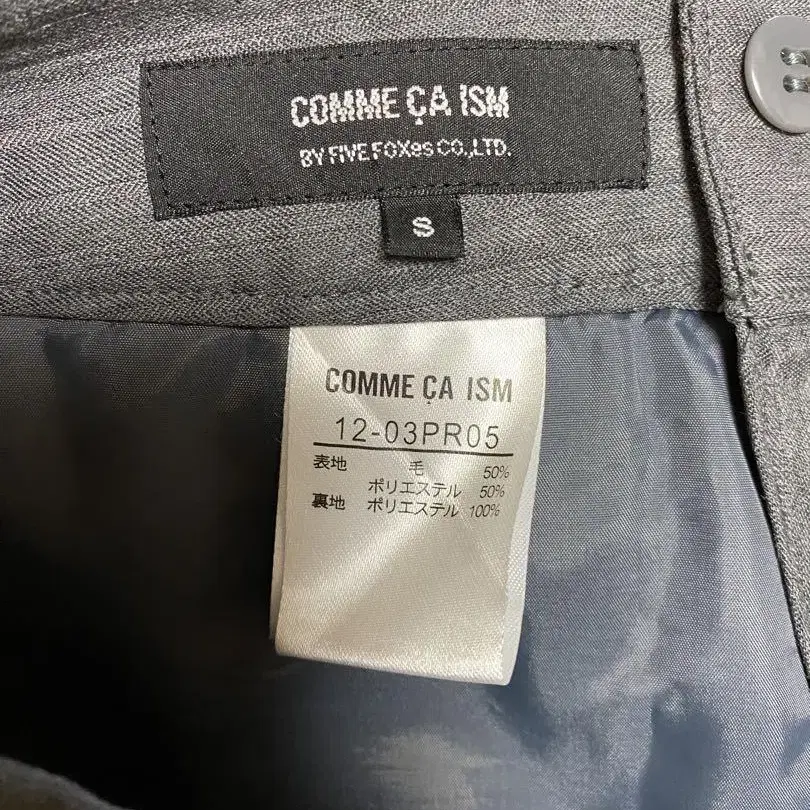 COMME ÇA ISM
BY FIVE FOXes CO.,LTD.
S
COMME ÇA ISM
12-03PR05
表地 毛 50%
ポリエステル 50%
裏地 ポリエステル 100%